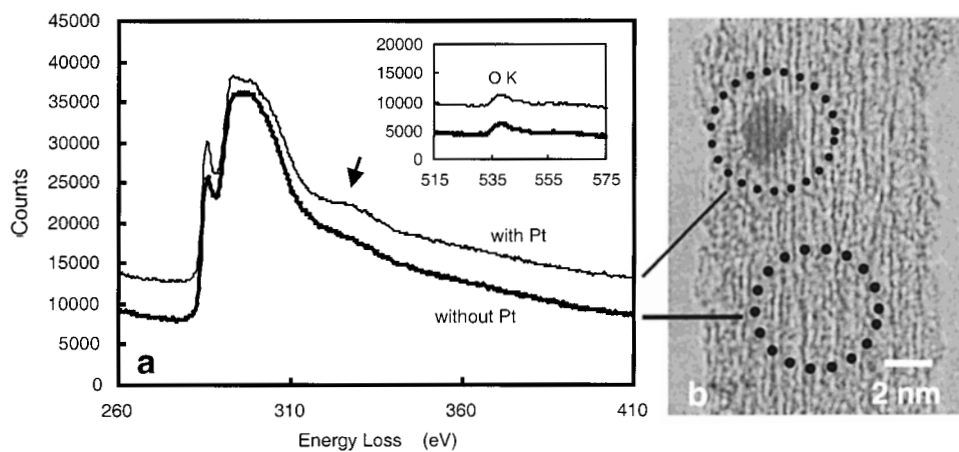 45000
40000
35000
30000
25000
20000
15000
10000
5000
0
Counts
260 310 360 410
Energy Loss (eV)
a
with Pt
without Pt
20000
15000
10000
5000
0
O K
515 535 555 575
b
2 nm